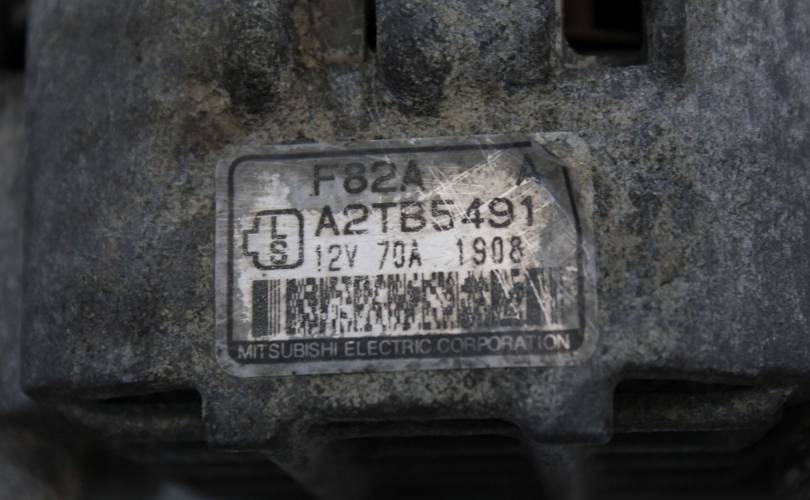 F82A A
L
S
A2TB5491
12V 70A 1908
MITSUBISHI ELECTRIC CORPORATION